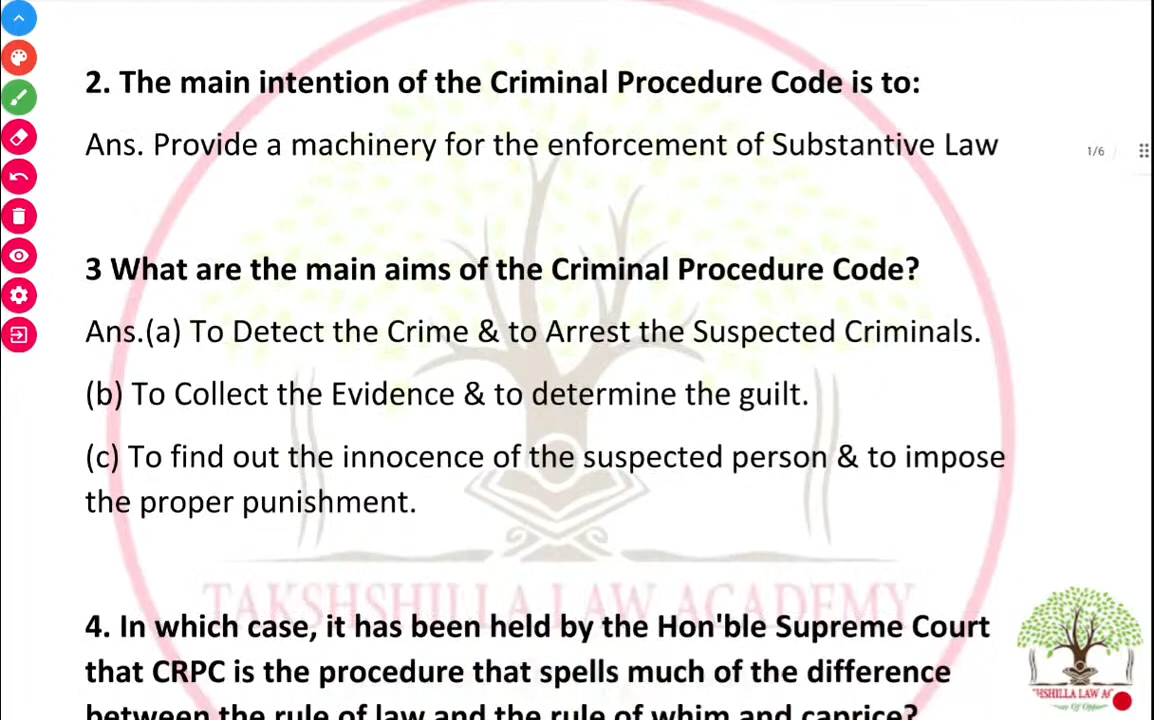 2. The main intention of the Criminal Procedure Code is to:
Ans. Provide a machinery for the enforcement of Substantive Law
1/6
3 What are the main aims of the Criminal Procedure Code?
Ans.(a) To Detect the Crime & to Arrest the Suspected Criminals.
(b) To Collect the Evidence & to determine the guilt.
(c) To find out the innocence of the suspected person & to impose
the proper punishment.
TAKSHSHILLA LAW ACADEMY
4. In which case, it has been held by the Hon'ble Supreme Court
that CRPC is the procedure that spells much of the difference
between the rule of law and the rule of whim and caprice?
HSHILLA LAW AC
Of